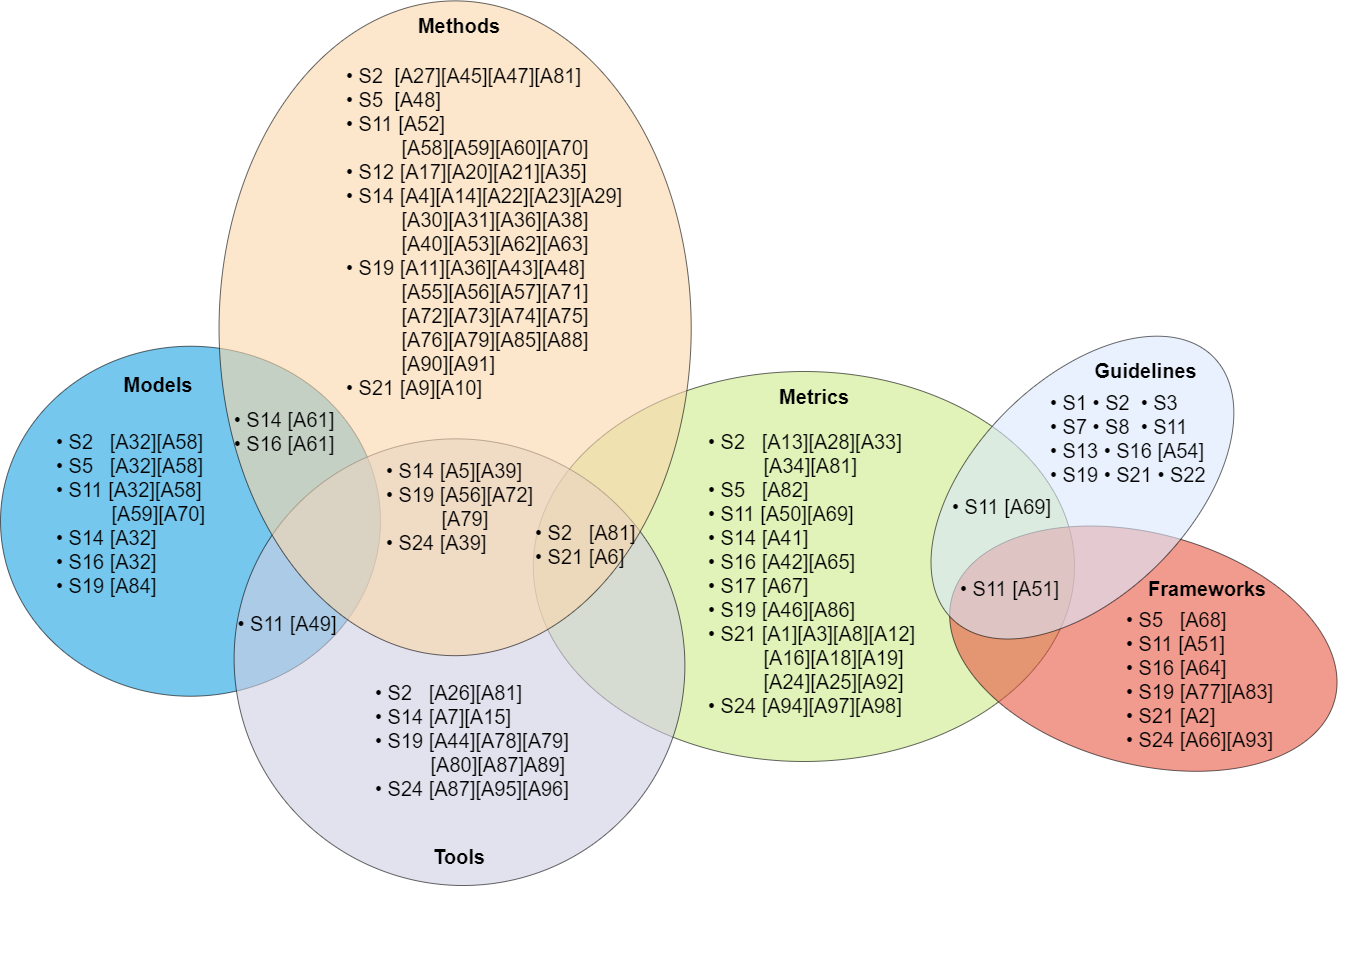 Methods
• S2 [A27][A45][A47][A81]
• S5 [A48]
• S11 [A52]
[A58][A59][A60][A70]
• S12 [A17][A20][A21][A35]
• S14 [A4][A14][A22][A23][A29]
[A30][A31][A36][A38]
[A40][A53][A62][A63]
• S19 [A11][A36][A43][A48]
[A55][A56][A57][A71]
[A72][A73][A74][A75]
[A76][A79][A85][A88]
[A90][A91]
• S21 [A9][A10]
Models
• S2 [A32][A58]
• S5 [A32][A58]
• S11 [A32][A58]
[A59][A70]
• S14 [A32]
• S16 [A32]
• S19 [A84]
• S14 [A61]
• S16 [A61]
• S11 [A49]
• S14 [A5][A39]
• S19 [A56][A72]
[A79]
• S24 [A39]
• S2 [A81]
• S21 [A6]
• S2 [A26][A81]
• S14 [A7][A15]
• S19 [A44][A78][A79]
[A80][A87]A89]
• S24 [A87][A95][A96]
Tools
Metrics
• S2 [A13][A28][A33]
[A34][A81]
• S5 [A82]
• S11 [A50][A69]
• S14 [A41]
• S16 [A42][A65]
• S17 [A67]
• S19 [A46][A86]
• S21 [A1][A3][A8][A12]
[A16][A18][A19]
[A24][A25][A92]
• S24 [A94][A97][A98]
Guidelines
• S1 • S2 • S3
• S7 • S8 • S11
• S13 • S16 [A54]
• S19 • S21 • S22
• S11 [A69]
• S11 [A51]
Frameworks
• S5 [A68]
• S11 [A51]
• S16 [A64]
• S19 [A77][A83]
• S21 [A2]
• S24 [A66][A93]